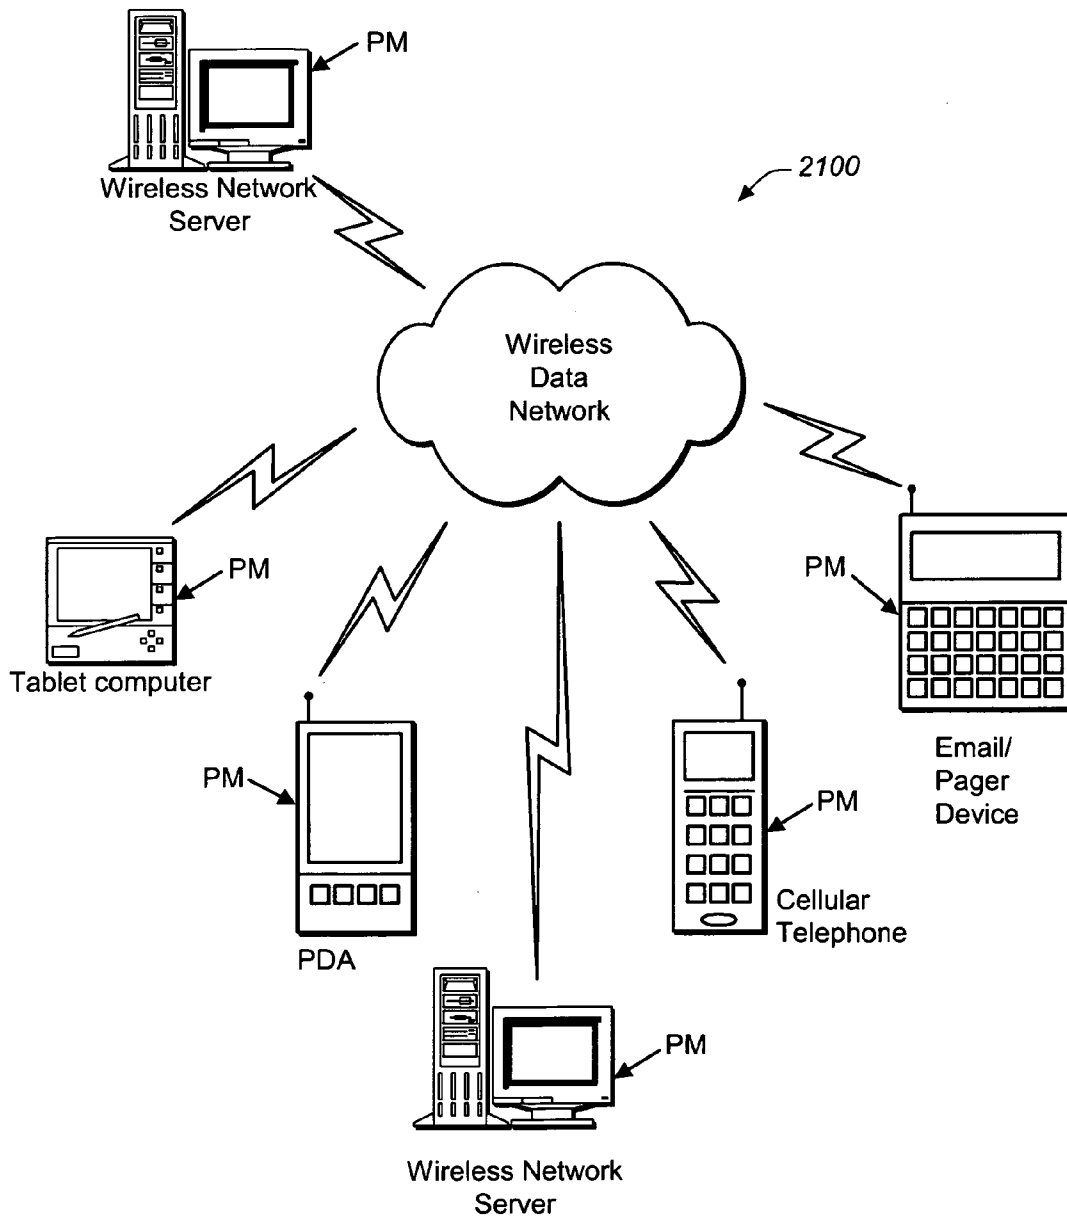 PM
Wireless Network
Server
2100
Wireless
Data
Network
PM
Tablet computer
PM
PM
Email/
Pager
Device
PM
PDA
PM
Cellular
Telephone
PM
Wireless Network
Server